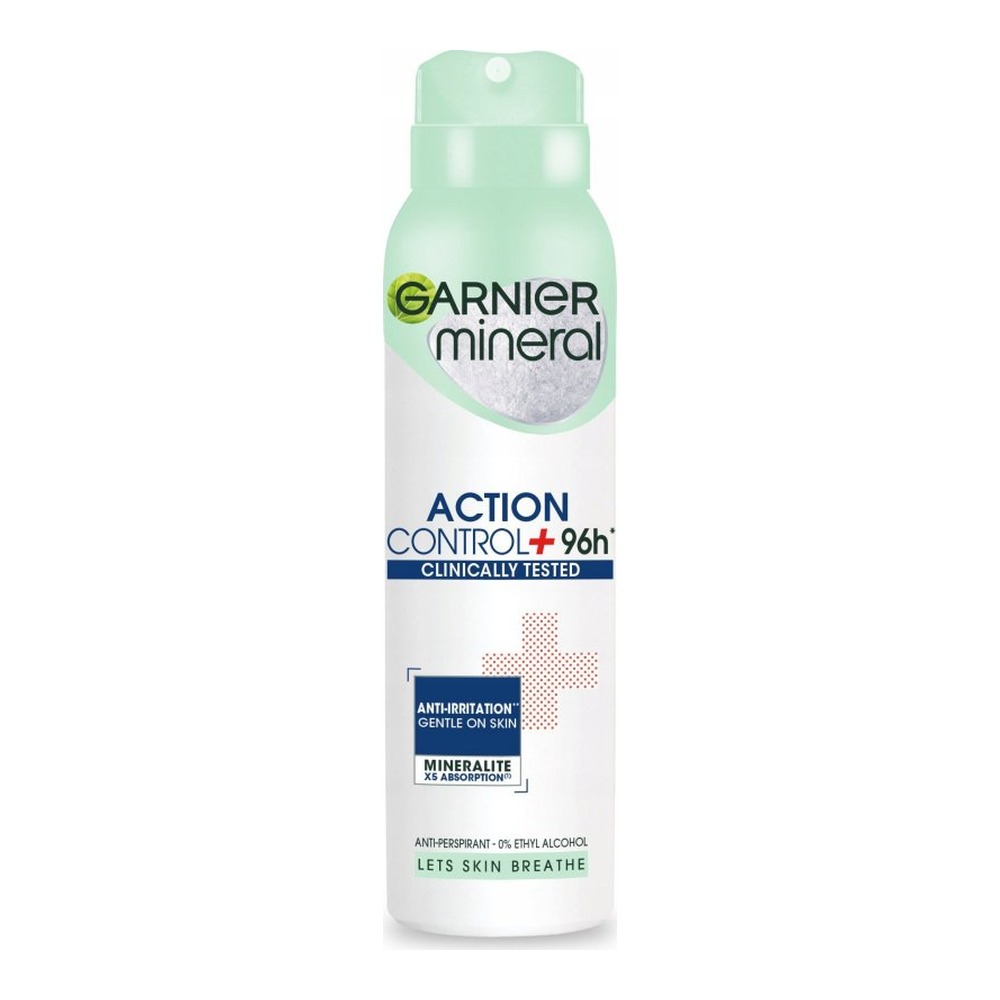 GARNIER
mineral
ACTION
CONTROL+ 96h*
CLINICALLY TESTED
ANTI-IRRITATION**
GENTLE ON SKIN
MINERALITE
X5 ABSORPTION(1)
ANTI-PERSPIRANT - 0% ETHYL ALCOHOL
LETS SKIN BREATHE